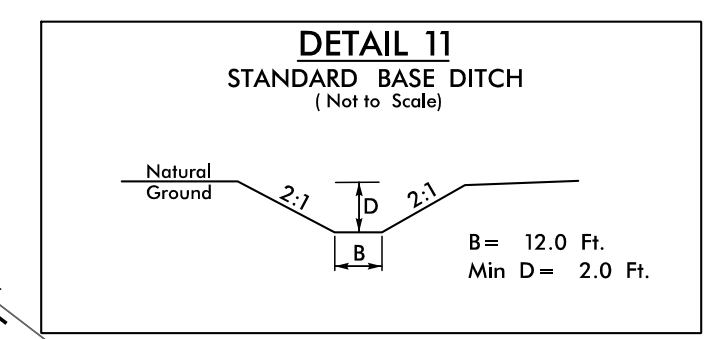 DETAIL 11
STANDARD BASE DITCH
( Not to Scale)
Natural
Ground
2:1
D
2:1
B
B= 12.0 Ft.
Min D= 2.0 Ft.